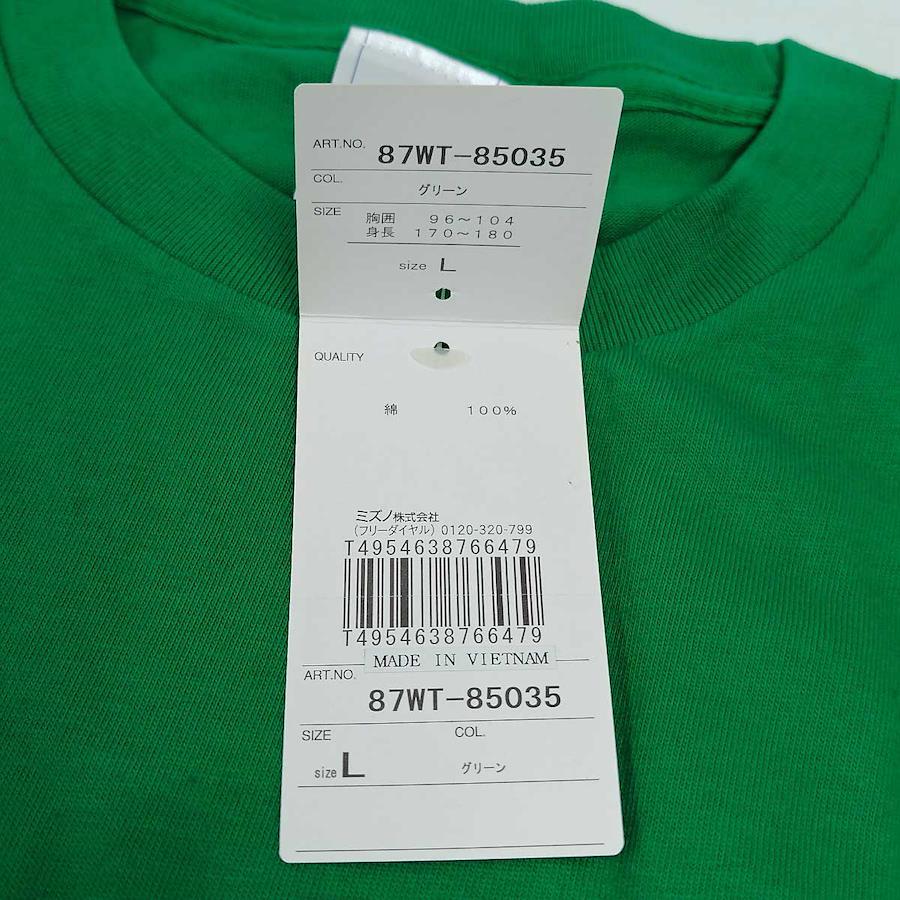 ART.NO. 87WT-85035
COL. グリーン
SIZE 胸囲 96～104
身長 170～180
size L
QUALITY
綿 100%
ミズノ株式会社
(フリーダイヤル) 0120-320-799
T4954638766479
T4954638766479
MADE IN VIETNAM
ART.NO. 87WT-85035
SIZE COL.
size L グリーン